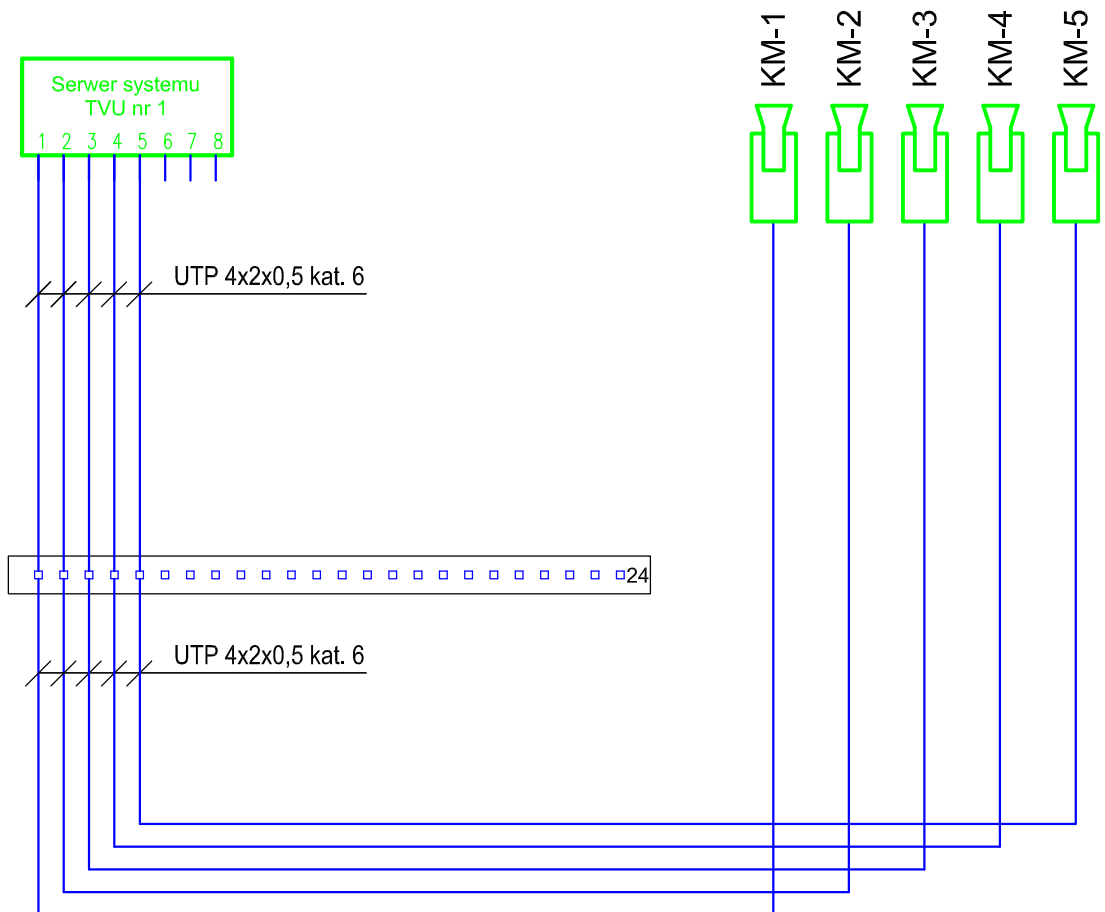 KM-1
KM-2
KM-3
KM-4
KM-5
Serwer systemu
TVU nr 1
1 2 3 4 5 6 7 8
UTP 4x2x0,5 kat. 6
24
UTP 4x2x0,5 kat. 6